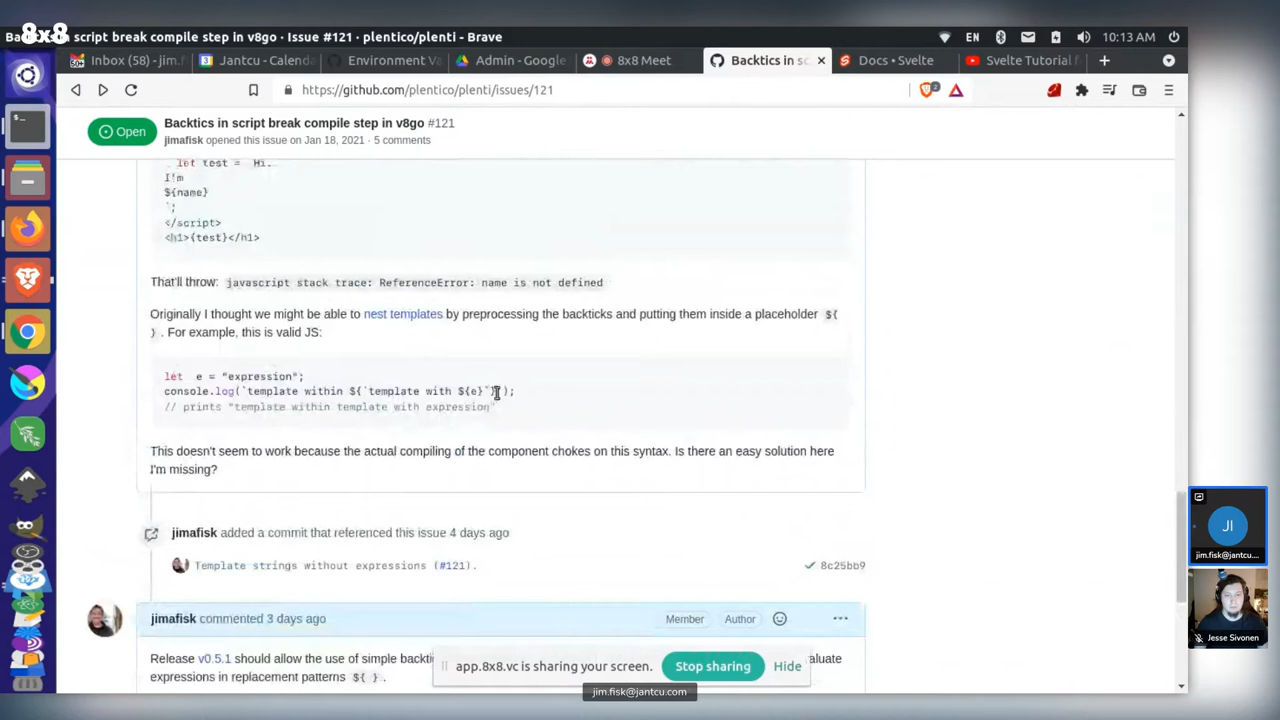 8x8
in script break compile step in v8go · Issue #121 · plentico/plenti - Brave
EN
10:13 AM
Inbox (58) - jim.f
Jantcu - Calenda
Environment Va
Admin - Google
8x8 Meet
Backtics in sc
Docs • Svelte
Svelte Tutorial f
https://github.com/plentico/plenti/issues/121
2
Open
Backtics in script break compile step in v8go #121
jimafisk opened this issue on Jan 18, 2021 · 5 comments
let test = `Hi.
I'm
${name}
`;
</script>
<h1>{test}</h1>
That'll throw: javascript stack trace: ReferenceError: name is not defined
Originally I thought we might be able to nest templates by preprocessing the backticks and putting them inside a placeholder ${
}. For example, this is valid JS:
let e = "expression";
console.log(`template within ${`template with ${e}`}`);
// prints "template within template with expression"
This doesn't seem to work because the actual compiling of the component chokes on this syntax. Is there an easy solution here
I'm missing?
jimafisk added a commit that referenced this issue 4 days ago
Template strings without expressions (#121).
8c25bb9
jimafisk commented 3 days ago
Member
Author
Release v0.5.1 should allow the use of simple backti
aluate
expressions in replacement patterns ${ }.
app.8x8.vc is sharing your screen.
Stop sharing
Hide
jim.fisk@jantcu.com
JI
jim.fisk@jantcu....
Jesse Sivonen